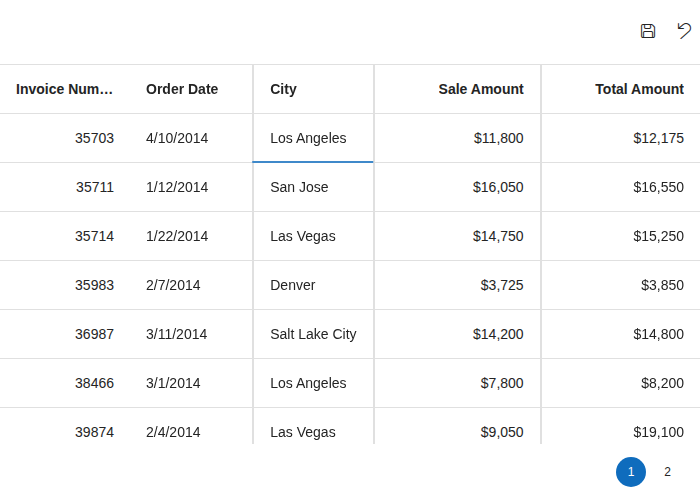 Invoice Num... Order Date City Sale Amount Total Amount
35703 4/10/2014 Los Angeles $11,800 $12,175
35711 1/12/2014 San Jose $16,050 $16,550
35714 1/22/2014 Las Vegas $14,750 $15,250
35983 2/7/2014 Denver $3,725 $3,850
36987 3/11/2014 Salt Lake City $14,200 $14,800
38466 3/1/2014 Los Angeles $7,800 $8,200
39874 2/4/2014 Las Vegas $9,050 $19,100
1 2